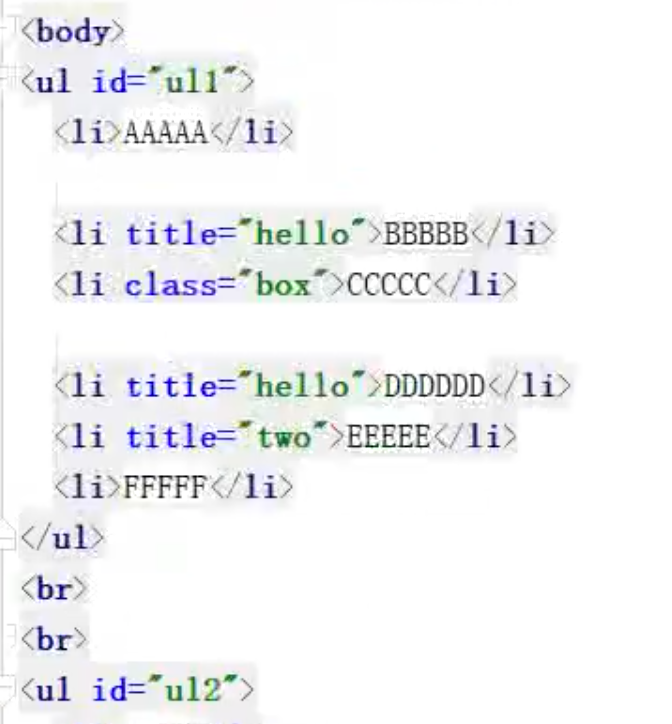 <body>
<ul id="ul1">
<li>AAAAA</li>
<li title="hello">BBBBB</li>
<li class="box">CCCCC</li>
<li title="hello">DDDDDD</li>
<li title="two">EEEEE</li>
<li>FFFFF</li>
</ul>
<br>
<br>
<ul id="ul2">